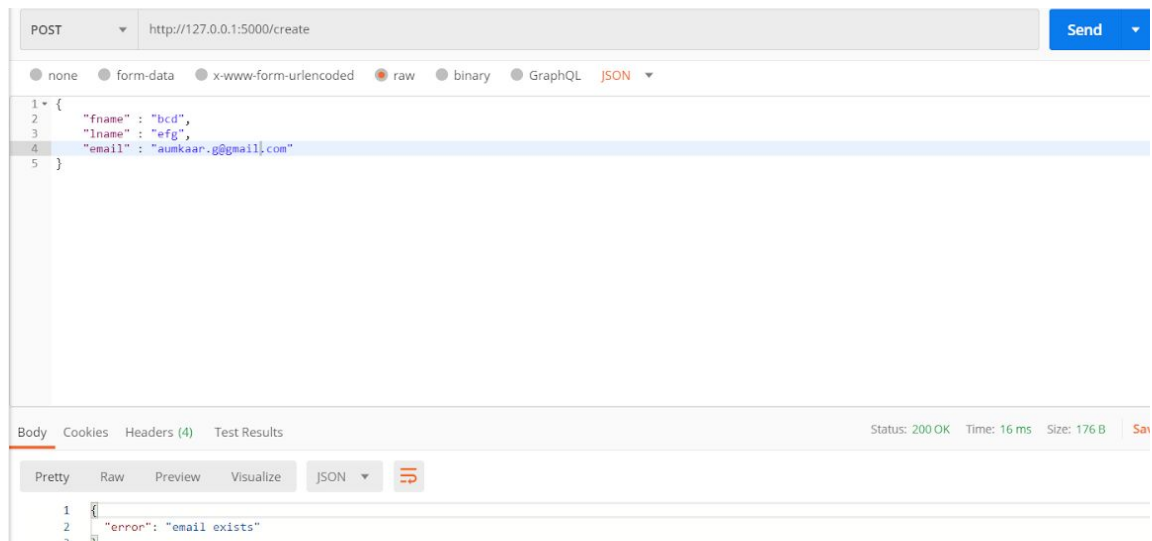 POST http://127.0.0.1:5000/create Send
none form-data x-www-form-urlencoded raw binary GraphQL JSON
1 {
2 "fname" : "bcd",
3 "lname" : "efg",
4 "email" : "aumkaar.g@gmail.com"
5 }
Body Cookies Headers (4) Test Results Status: 200 OK Time: 16 ms Size: 176 B
Pretty Raw Preview Visualize JSON
1 {
2 "error": "email exists"